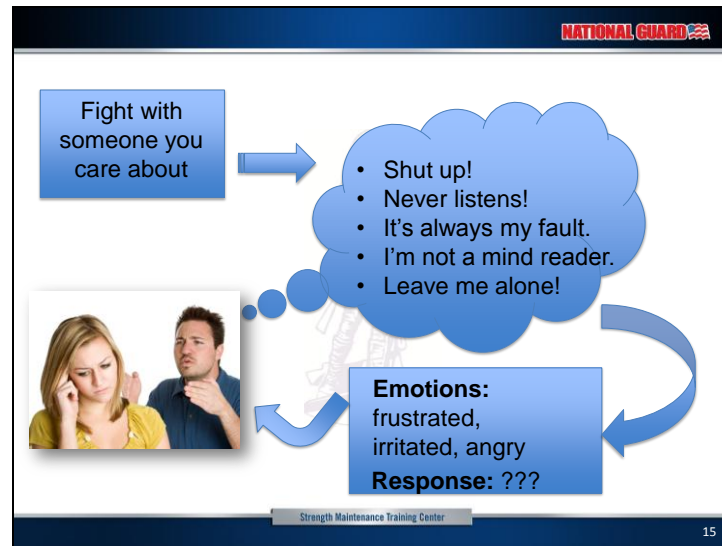 NATIONAL GUARD
Fight with
someone you
care about
• Shut up!
• Never listens!
• It’s always my fault.
• I’m not a mind reader.
• Leave me alone!
Emotions:
frustrated,
irritated, angry
Response: ???
Strength Maintenance Training Center
15